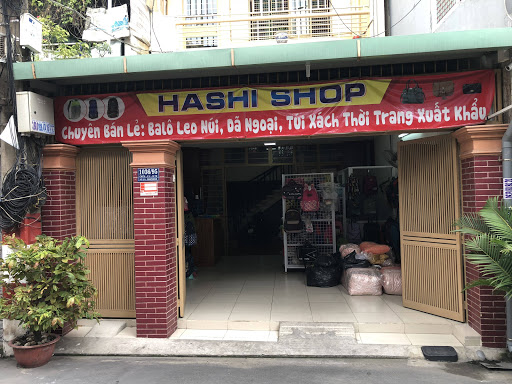 HASHI SHOP
Chuyên Bán Lẻ: Balô Leo Núi, Dã Ngoại, Túi Xách Thời Trang Xuất Khẩu